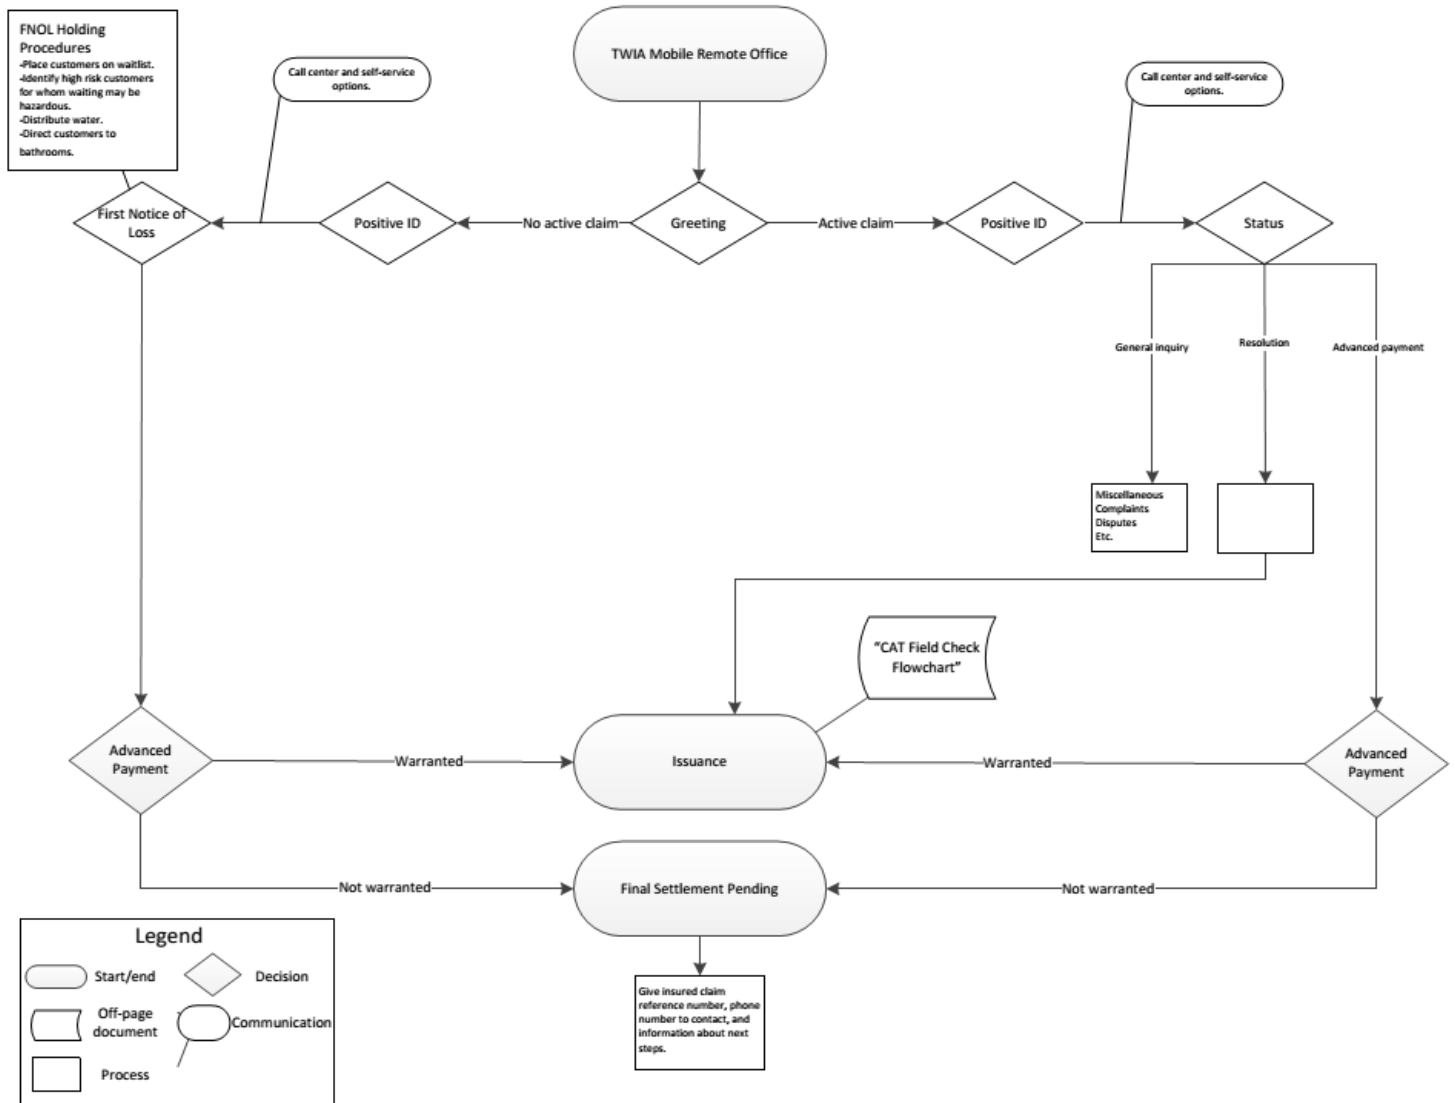 FNOL Holding
Procedures
-Place customers on waitlist.
-Identify high risk customers
for whom waiting may be
hazardous.
-Distribute water.
-Direct customers to
bathrooms.
Call center and self-service
options.
TWIA Mobile Remote Office
Call center and self-service
options.
First Notice of
Loss
Positive ID
No active claim
Greeting
Active claim
Positive ID
Status
General inquiry
Resolution
Advanced payment
Miscellaneous
Complaints
Disputes
Etc.
"CAT Field Check
Flowchart"
Advanced
Payment
Warranted
Issuance
Warranted
Advanced
Payment
Not warranted
Final Settlement Pending
Not warranted
Give insured claim
reference number, phone
number to contact, and
information about next
steps.
Legend
Start/end
Decision
Off-page
document
Communication
Process